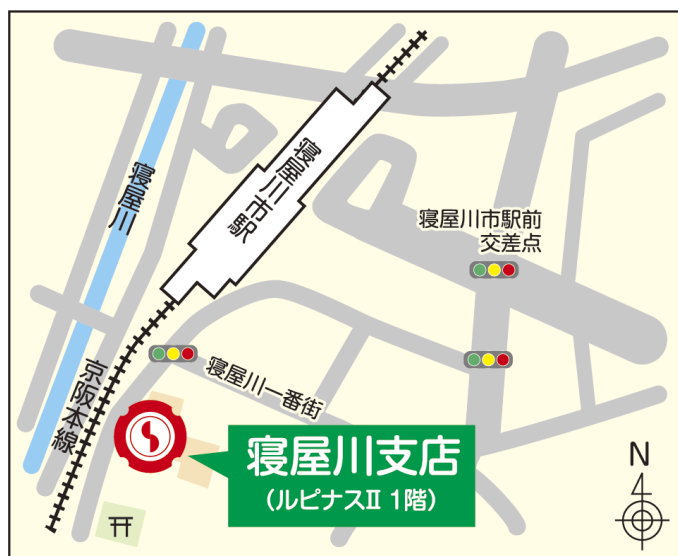 寝屋川市駅
寝屋川
寝屋川市駅前
交差点
京阪本線
寝屋川一番街
寝屋川支店
(ルピナスⅡ 1階)
N